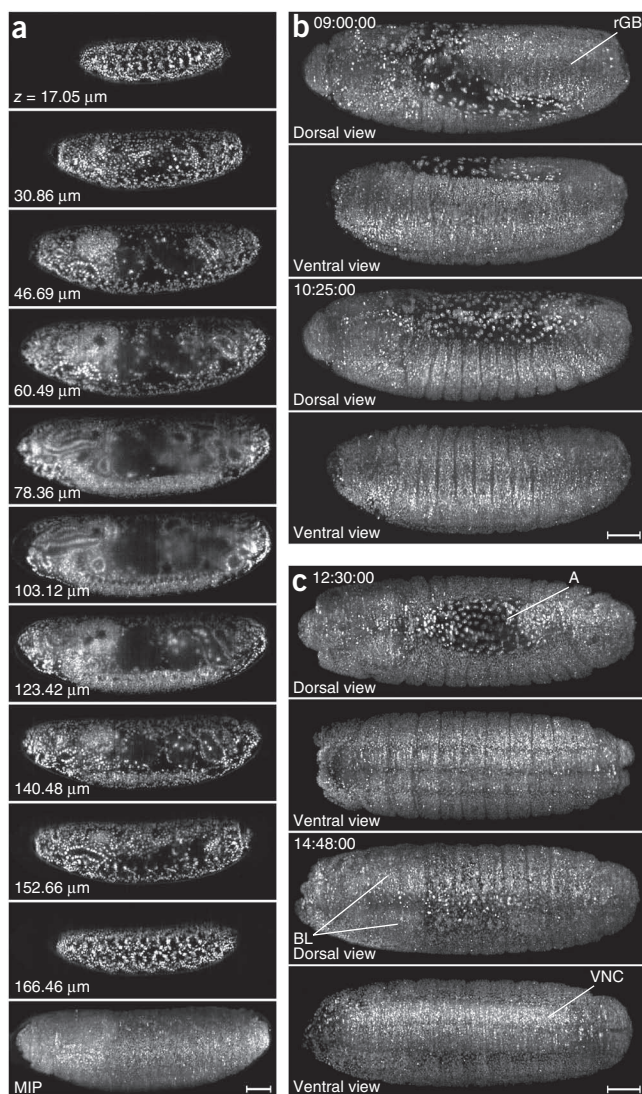 a
z = 17.05 μm
30.86 μm
46.69 μm
60.49 μm
78.36 μm
103.12 μm
123.42 μm
140.48 μm
152.66 μm
166.46 μm
MIP
b
09:00:00
rGB
Dorsal view
Ventral view
10:25:00
Dorsal view
Ventral view
c
12:30:00
A
Dorsal view
Ventral view
14:48:00
BL
Dorsal view
VNC
Ventral view